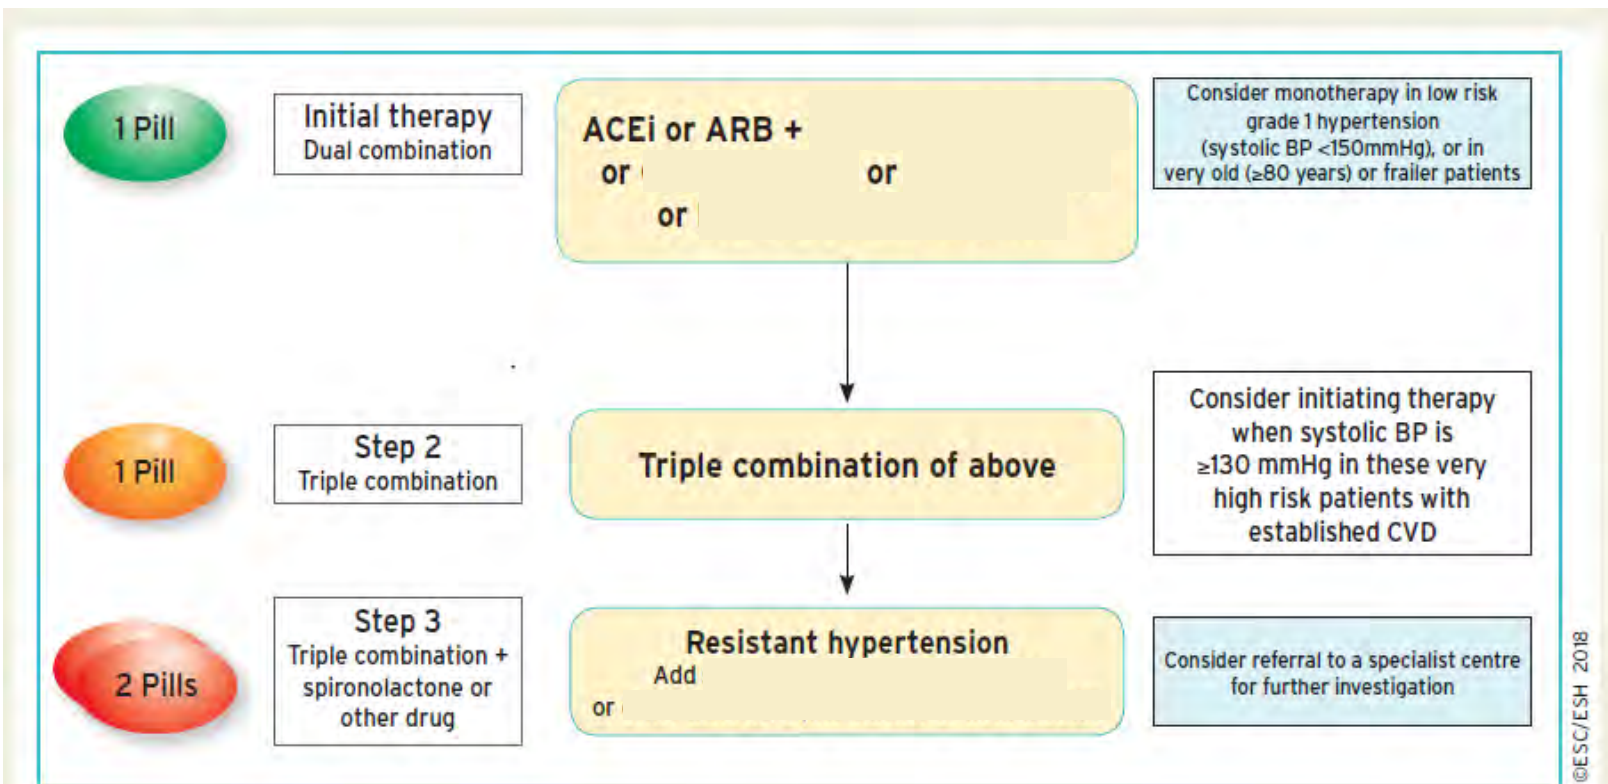 1 Pill
Initial therapy
Dual combination
ACEi or ARB +
or
or
or
Consider monotherapy in low risk
grade 1 hypertension
(systolic BP <150mmHg), or in
very old (≥80 years) or frailer patients
1 Pill
Step 2
Triple combination
Triple combination of above
Consider initiating therapy
when systolic BP is
≥130 mmHg in these very
high risk patients with
established CVD
2 Pills
Step 3
Triple combination +
spironolactone or
other drug
Resistant hypertension
Add
or
Consider referral to a specialist centre
for further investigation
©ESC/ESH 2018